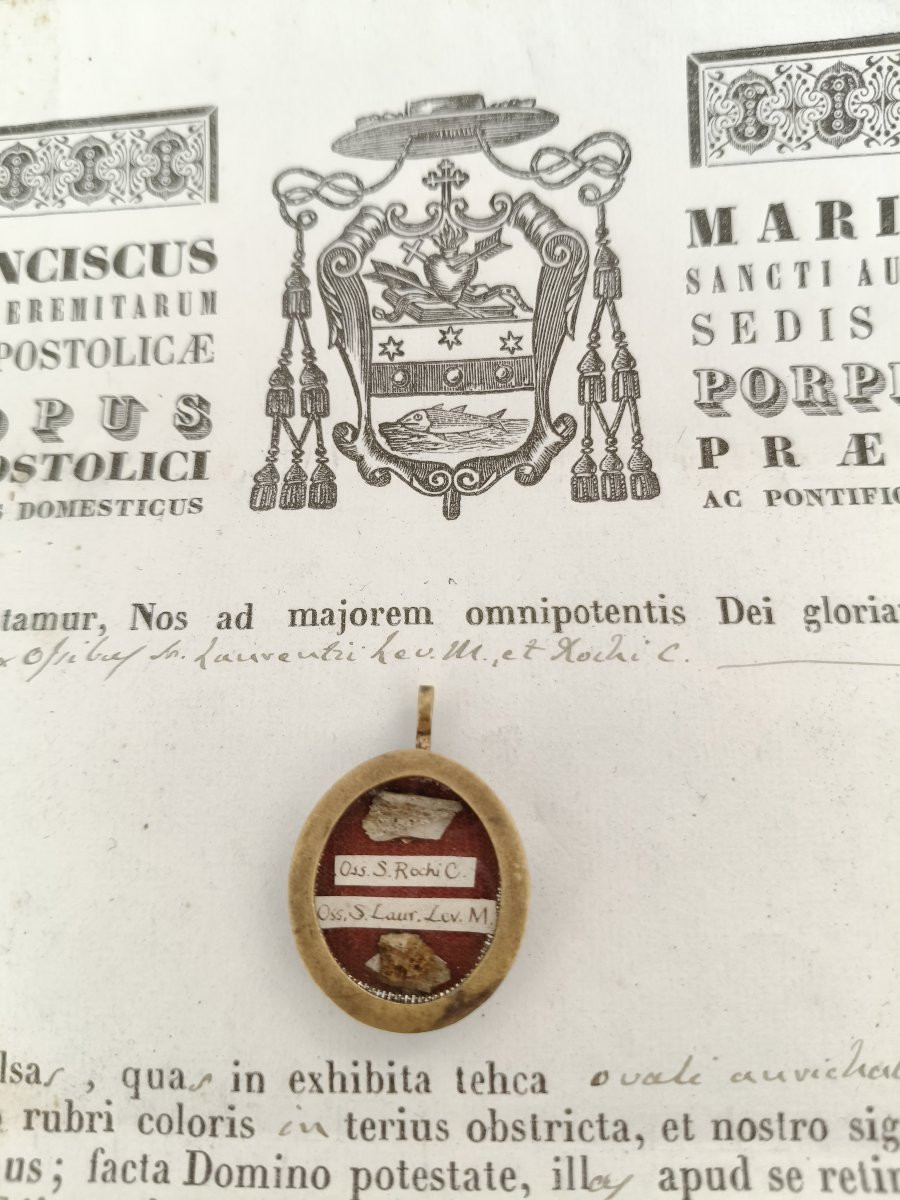 NCISCUS MARI
EREMITARUM SANCTI AU
POSTOLICÆ SEDIS
OPUS PORPH
OSTOLICI PRÆ
S DOMESTICUS AC PONTIFIC
tamur, Nos ad majorem omnipotentis Dei gloria
x Ossibus Ss. Laurentii Lev. M., et Rochi C.
Oss. S. Rochi C.
Oss. S. Laur. Lev. M.
lsas, quas in exhibita tehca ovali aurichal
rubri coloris in terius obstricta, et nostro sig
us; facta Domino potestate, illas apud se retin